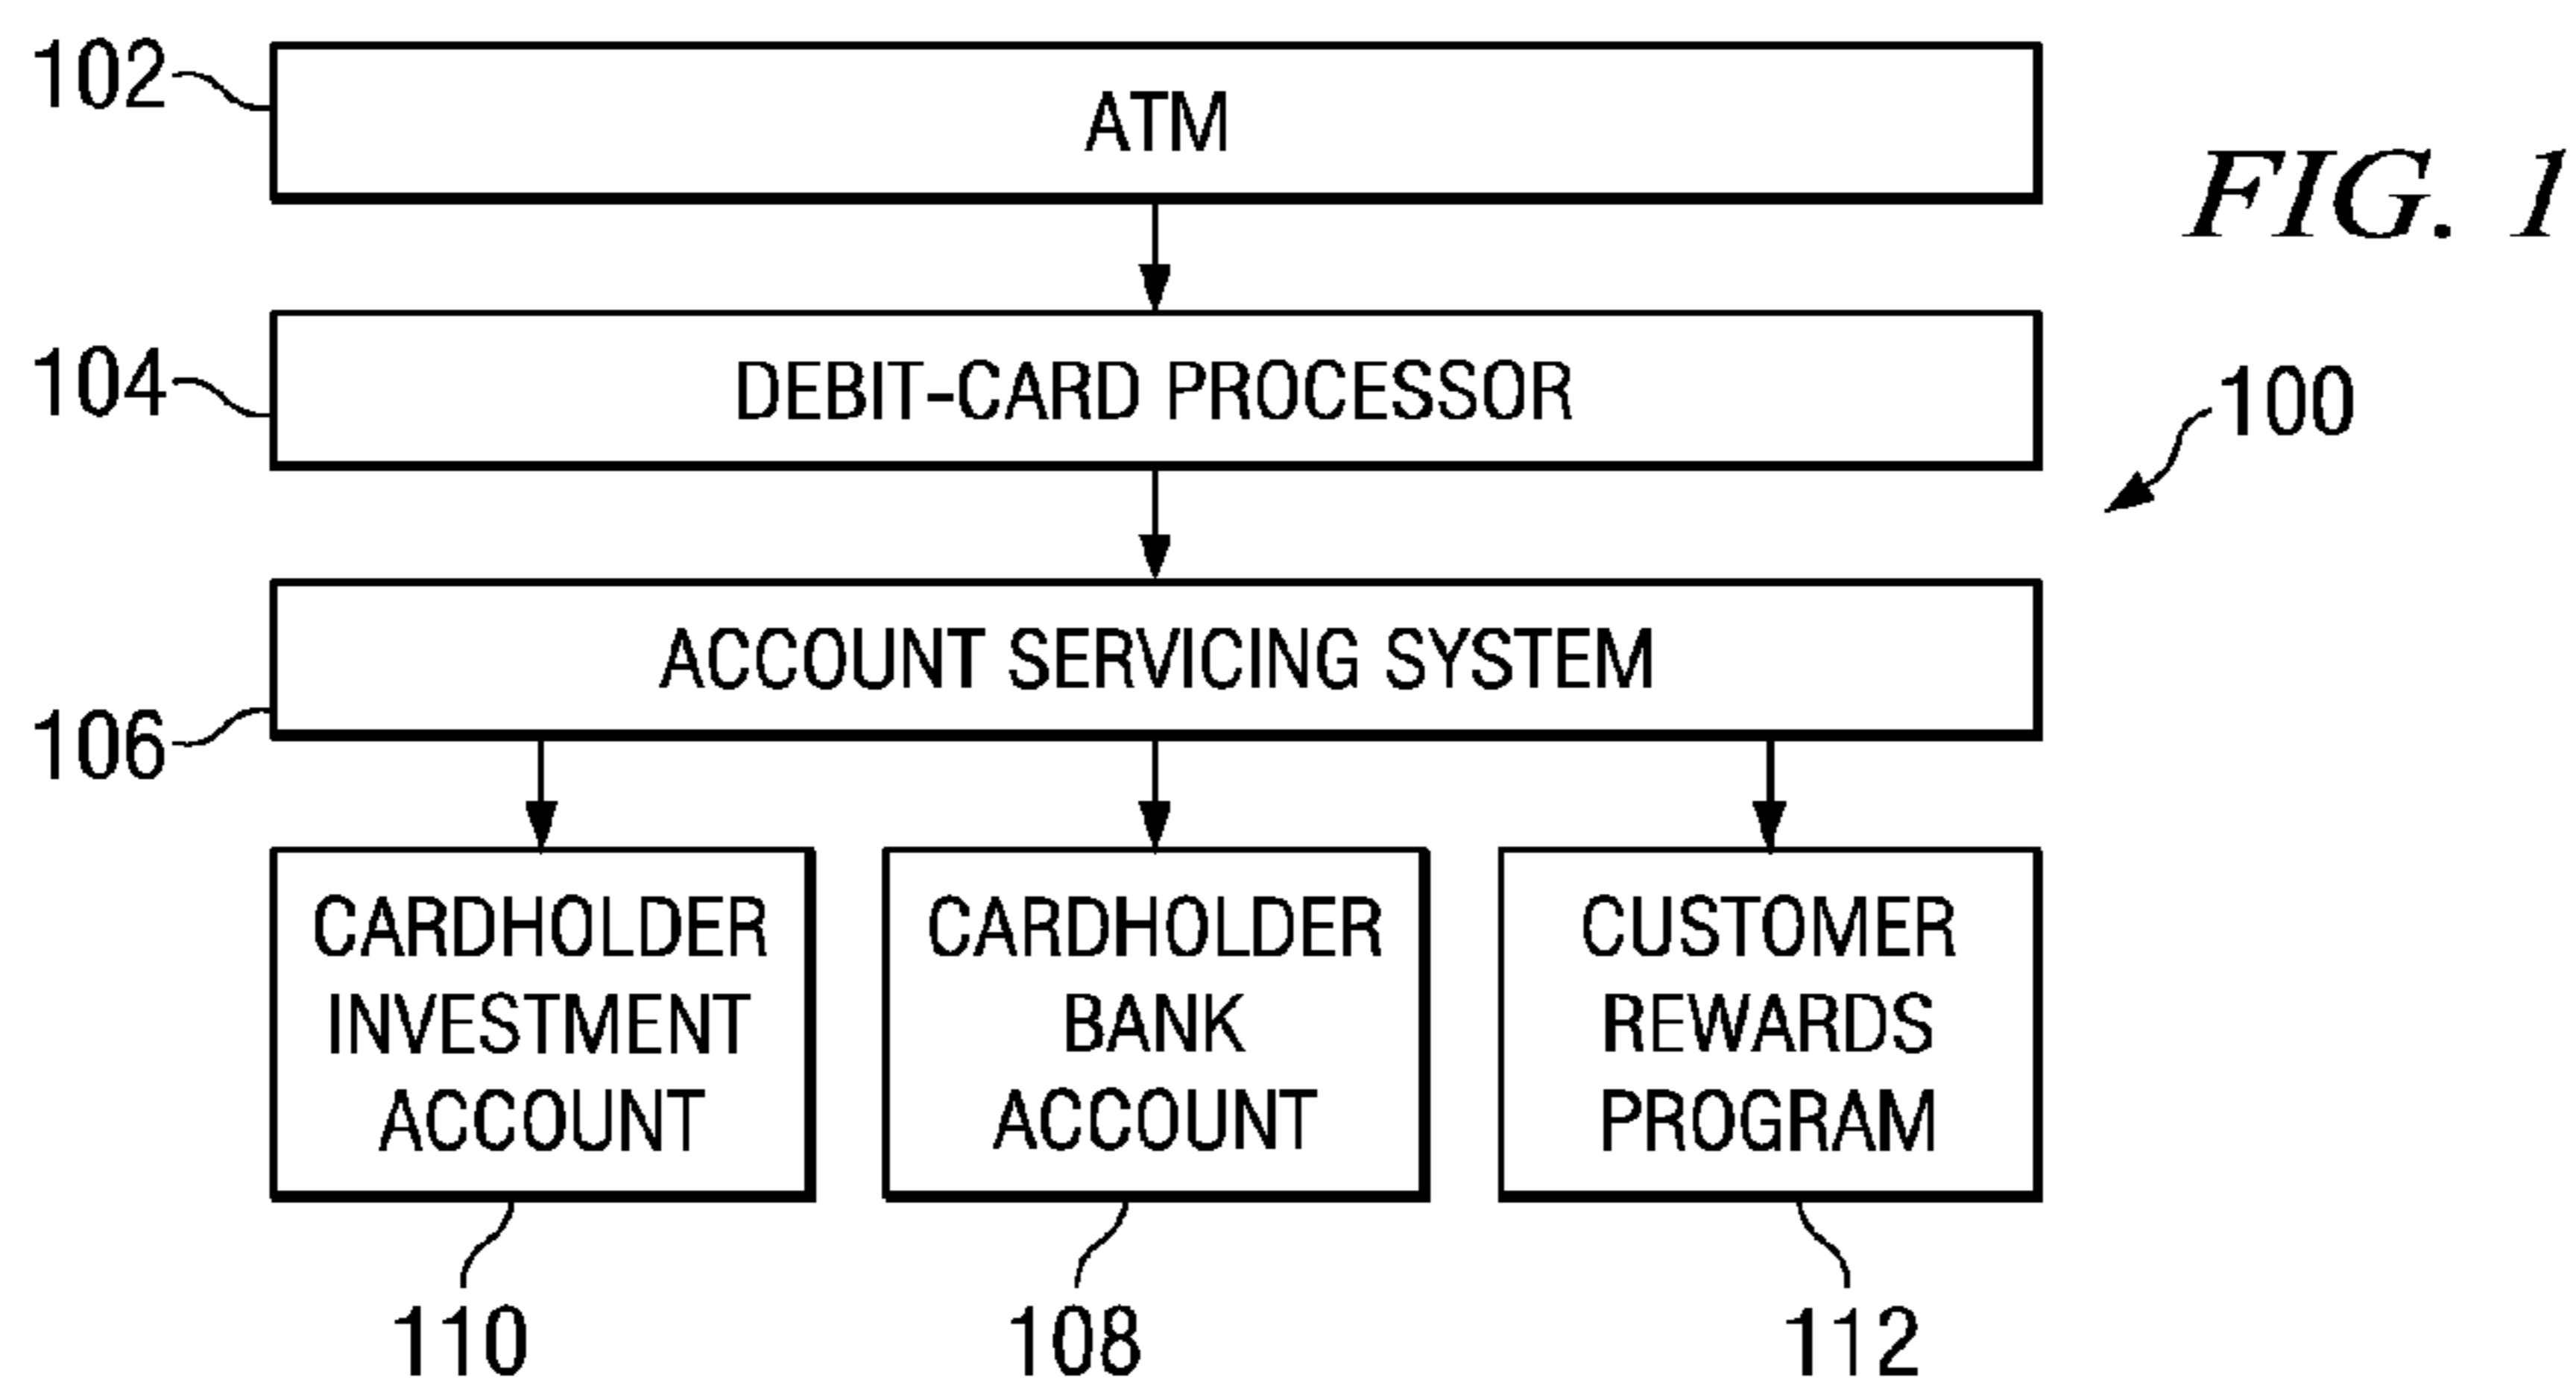 102
ATM
FIG. 1
104
DEBIT-CARD PROCESSOR
100
ACCOUNT SERVICING SYSTEM
106
CARDHOLDER
INVESTMENT
ACCOUNT
CARDHOLDER
BANK
ACCOUNT
CUSTOMER
REWARDS
PROGRAM
110
108
112